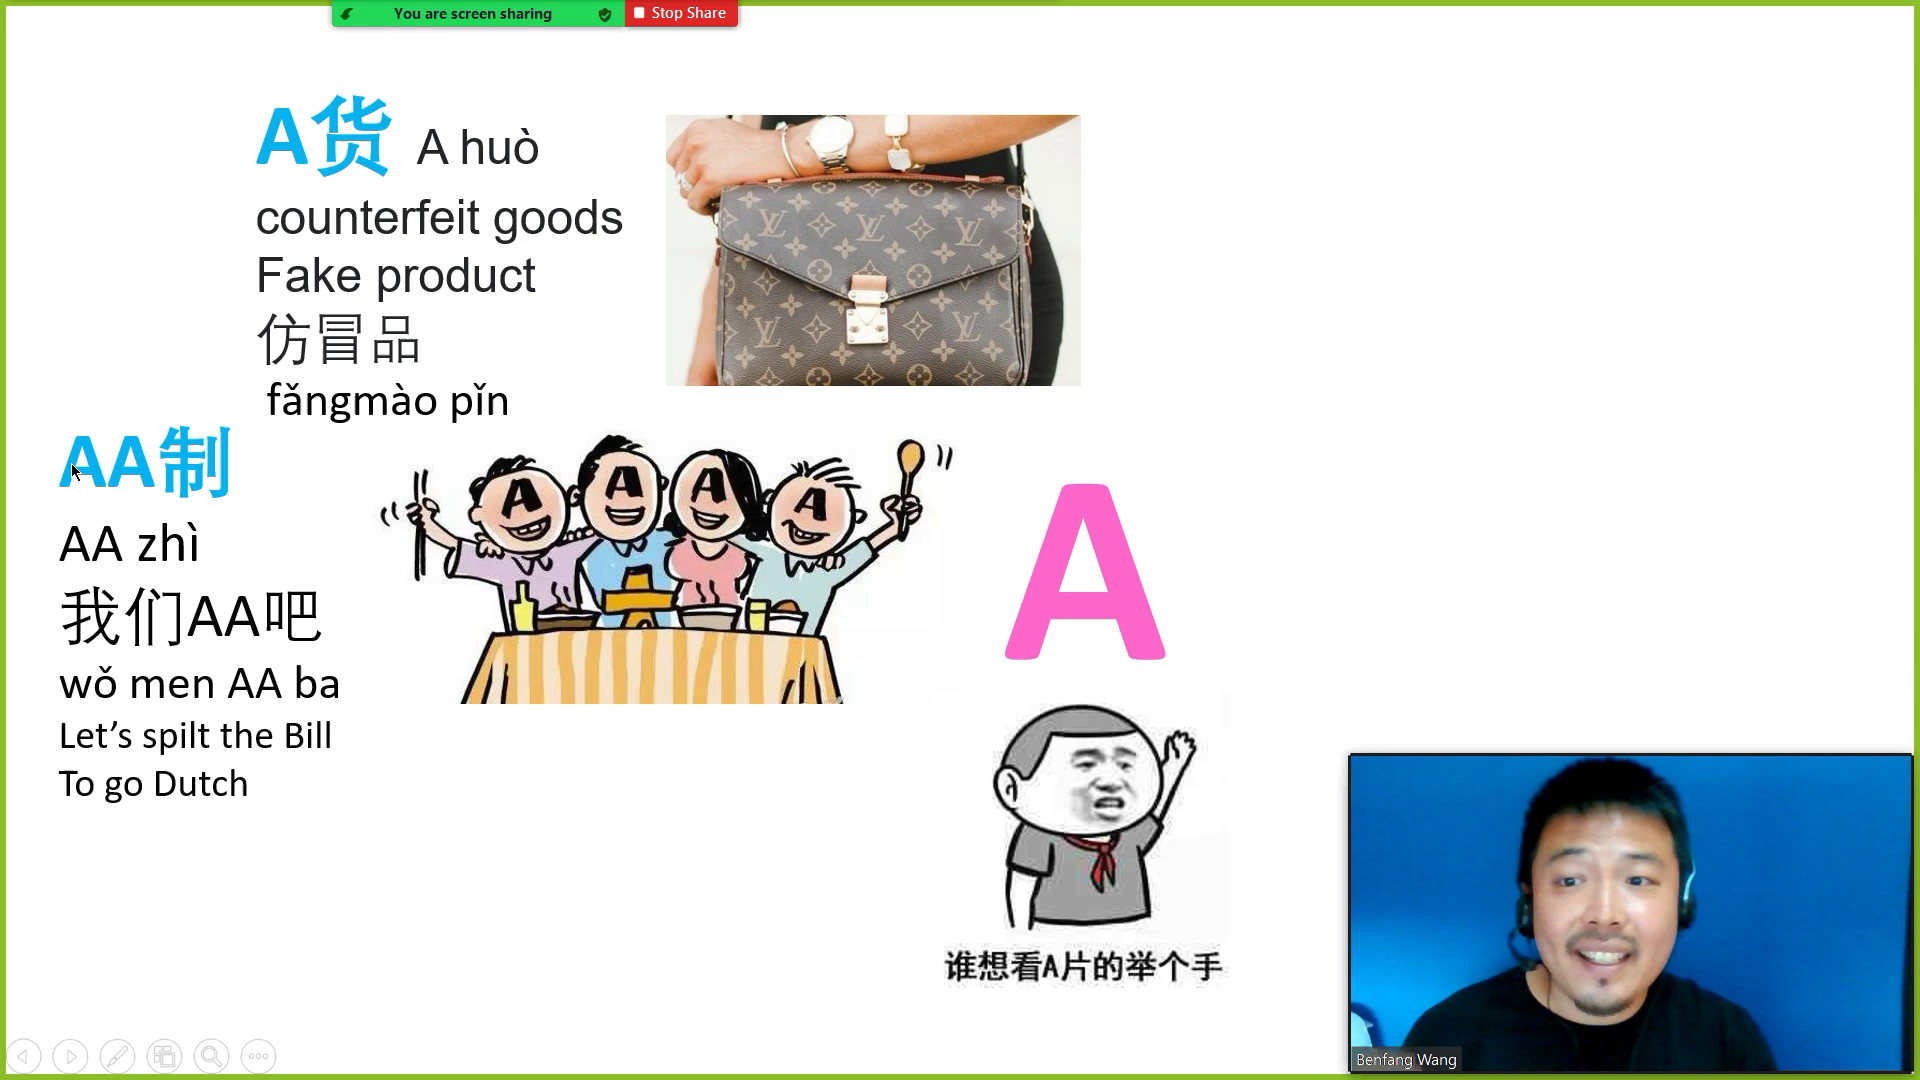 You are screen sharing
Stop Share
A货 A huò
counterfeit goods
Fake product
仿冒品
fǎngmào pǐn
AA制
AA zhì
我们AA吧
wǒ men AA ba
Let’s spilt the Bill
To go Dutch
A A A A
A
谁想看A片的举个手
Benfang Wang